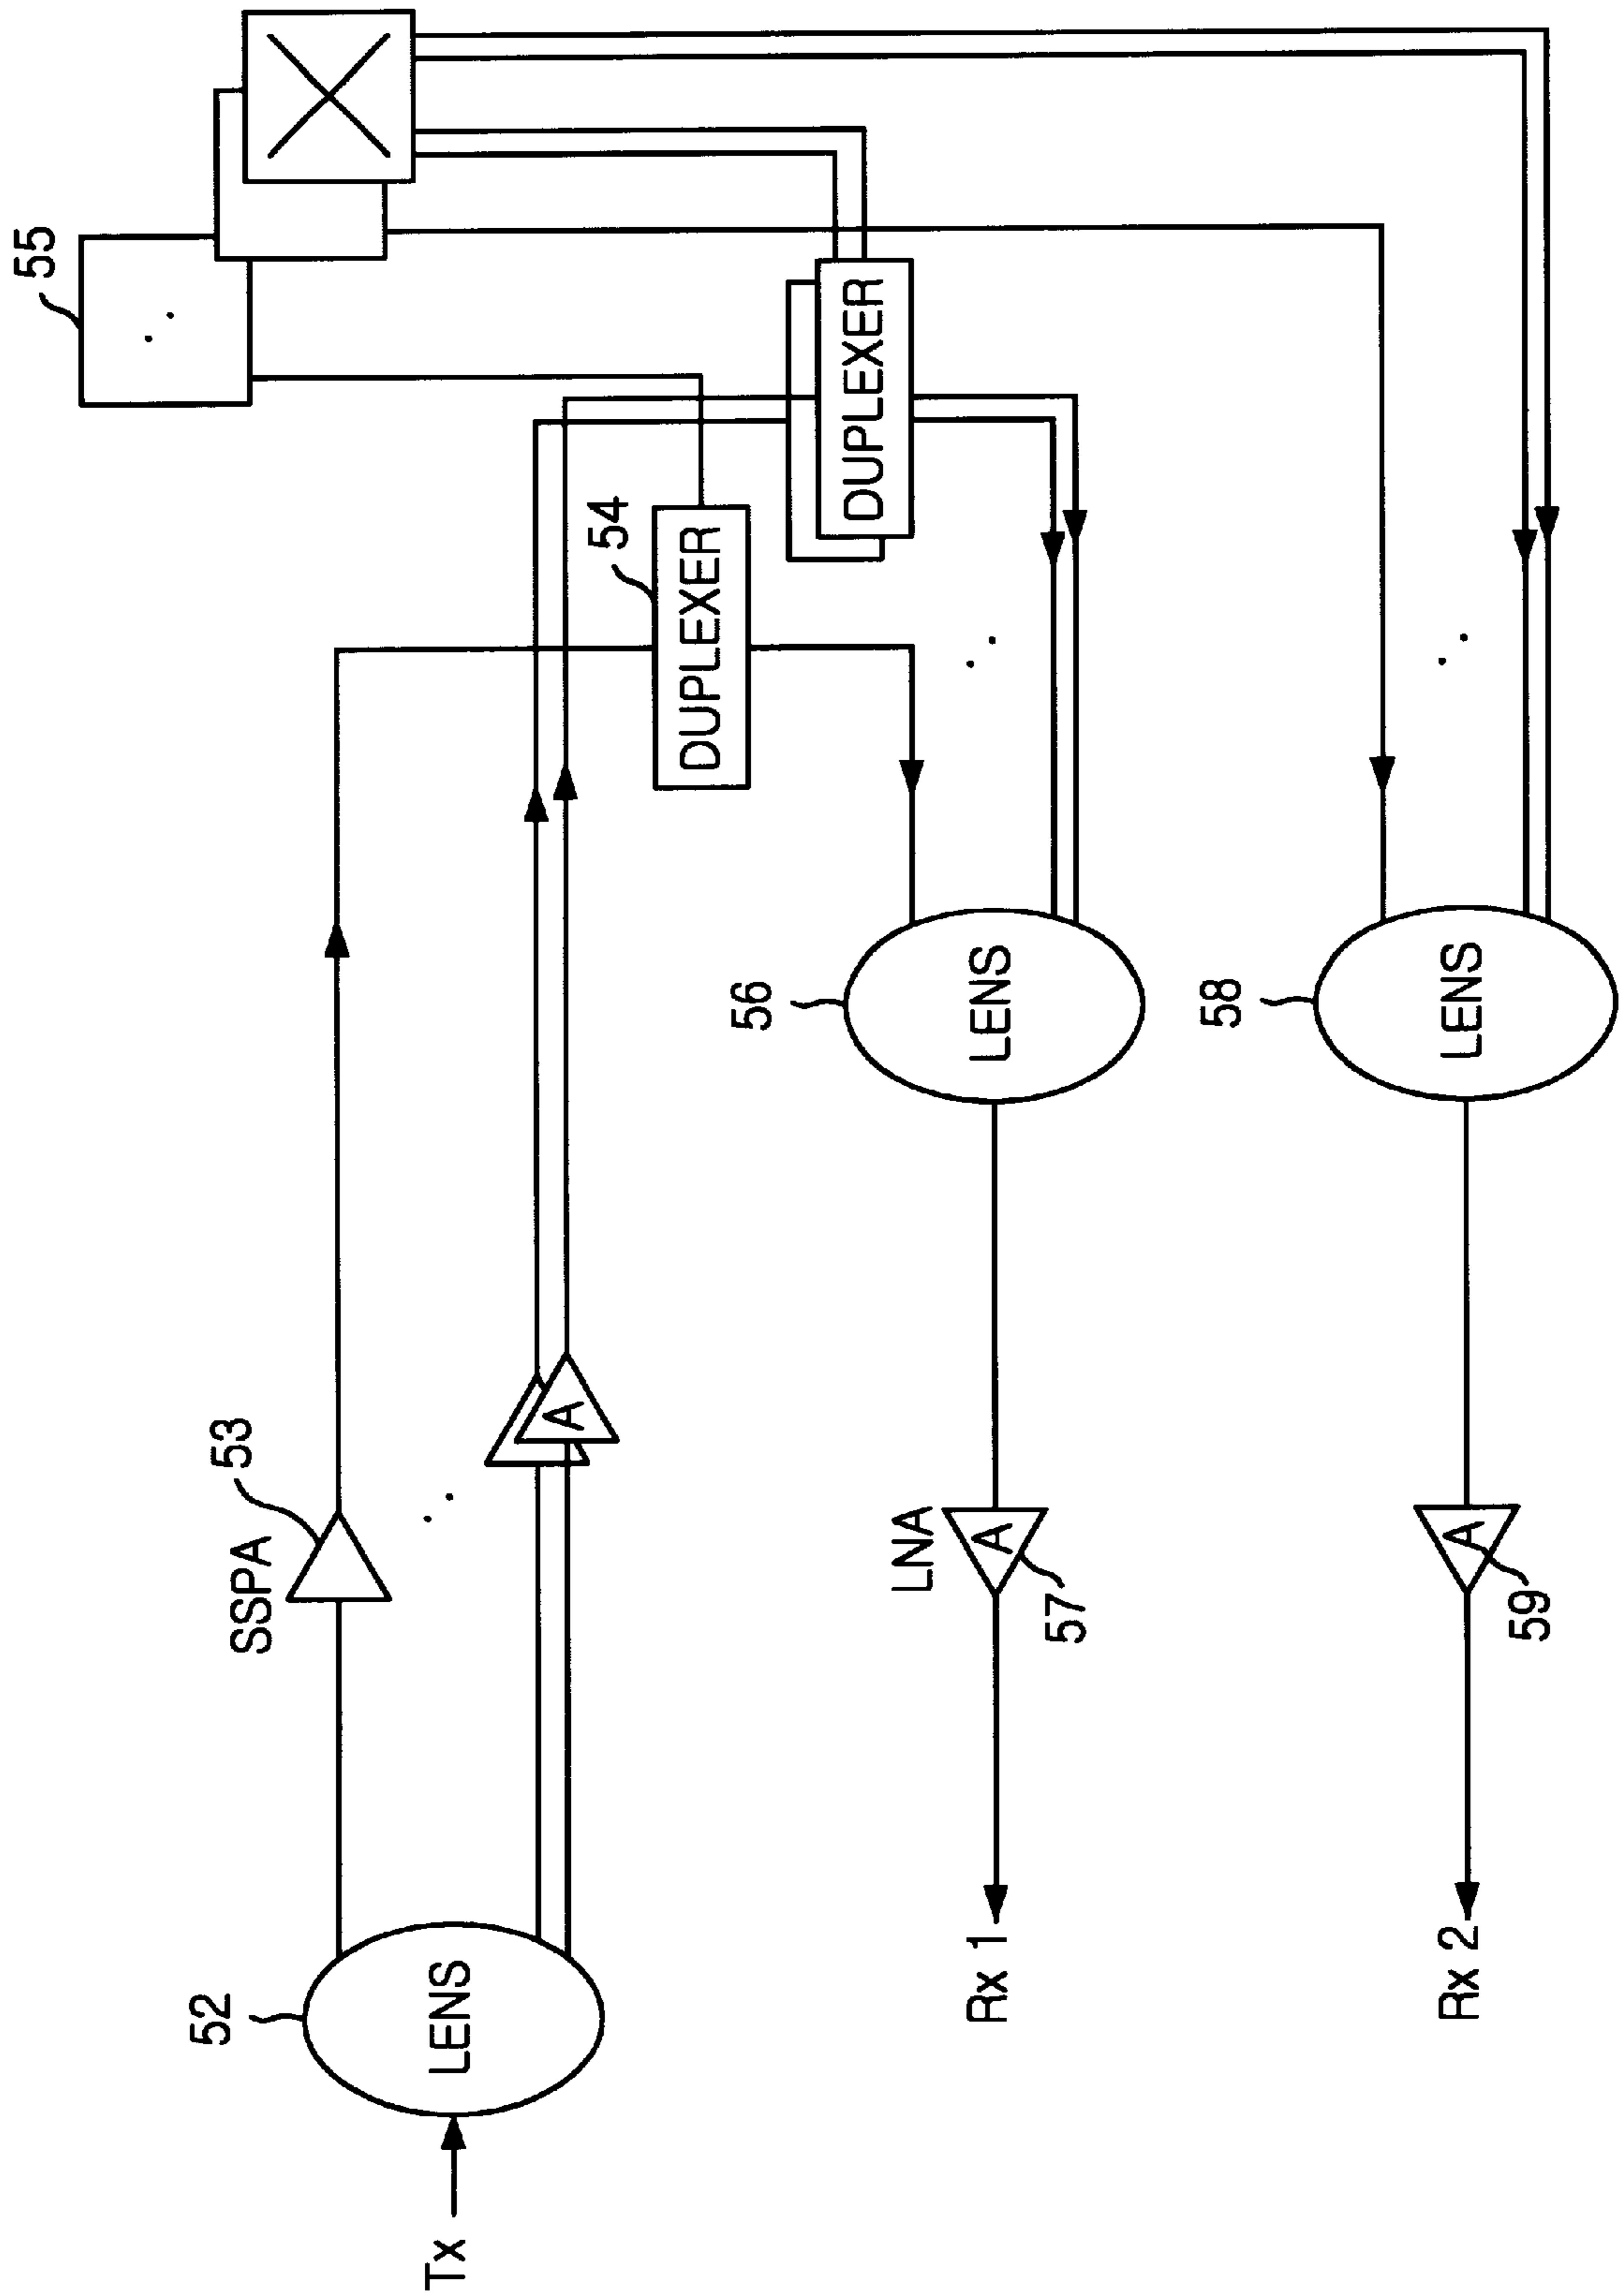 55
54
DUPLEXER
DUPLEXER
SSPA
53
A
52
LENS
Tx
56
LENS
LNA
A
57
Rx 1
58
LENS
A
59
Rx 2